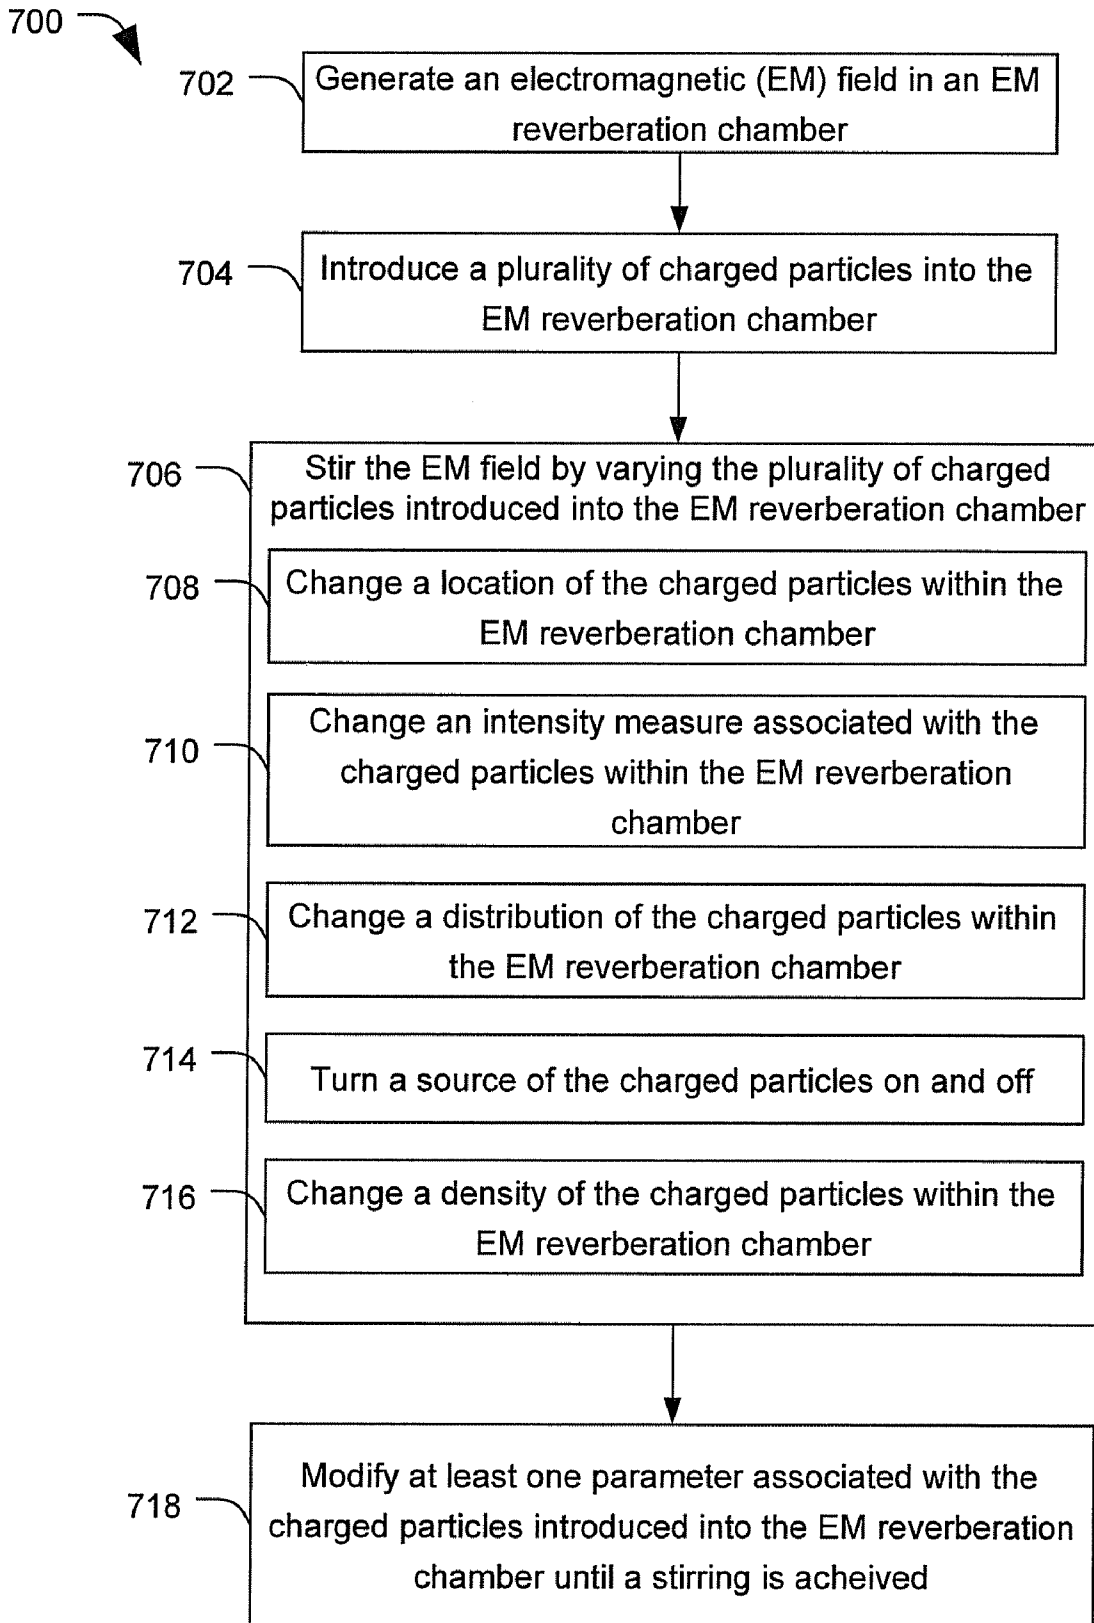 700
702
Generate an electromagnetic (EM) field in an EM
reverberation chamber
704
Introduce a plurality of charged particles into the
EM reverberation chamber
706
Stir the EM field by varying the plurality of charged
particles introduced into the EM reverberation chamber
708
Change a location of the charged particles within the
EM reverberation chamber
710
Change an intensity measure associated with the
charged particles within the EM reverberation
chamber
712
Change a distribution of the charged particles within
the EM reverberation chamber
714
Turn a source of the charged particles on and off
716
Change a density of the charged particles within the
EM reverberation chamber
718
Modify at least one parameter associated with the
charged particles introduced into the EM reverberation
chamber until a stirring is acheived